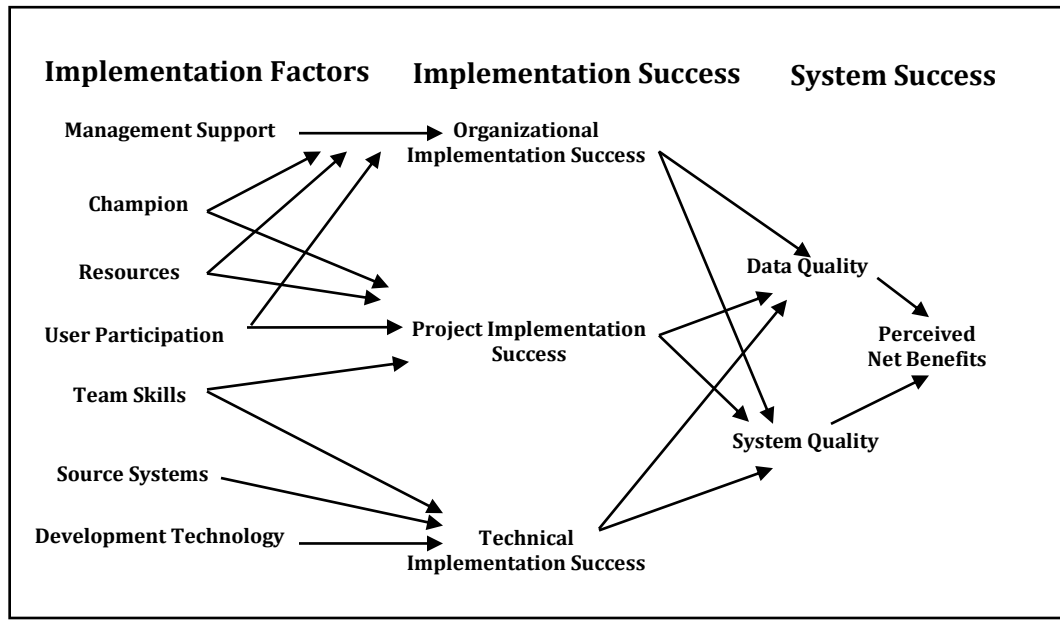 Implementation Factors
Implementation Success
System Success
Management Support
Champion
Resources
User Participation
Team Skills
Source Systems
Development Technology
Organizational
Implementation Success
Project Implementation
Success
Technical
Implementation Success
Data Quality
System Quality
Perceived
Net Benefits